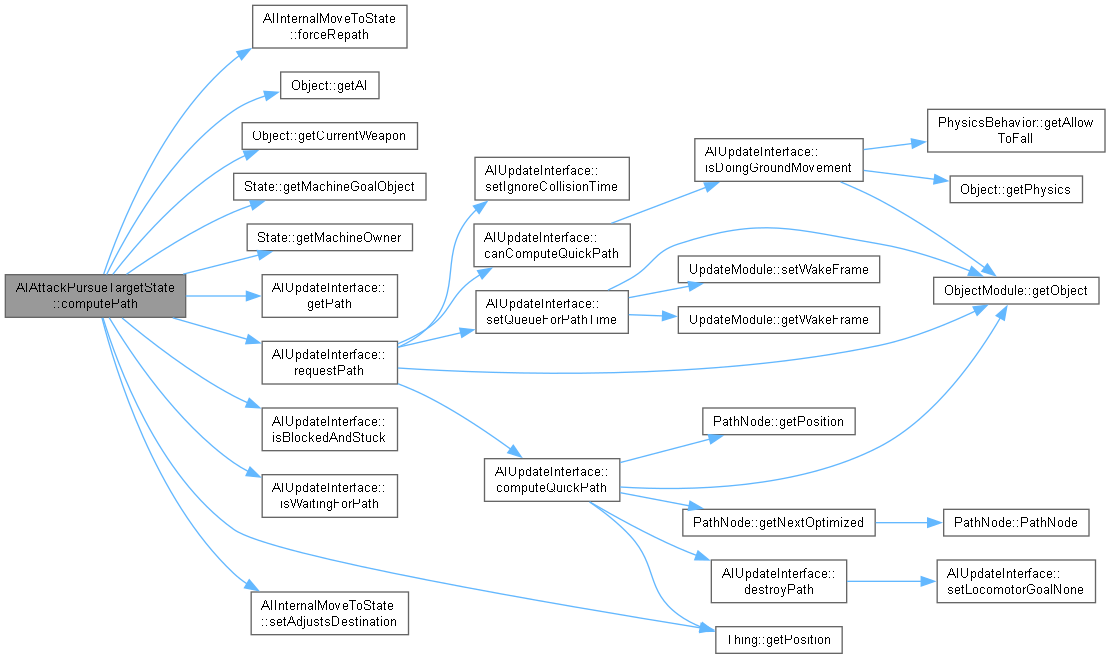 AIAttackPursueTargetState
::computePath
AIInternalMoveToState
::forceRepath
Object::getAI
Object::getCurrentWeapon
State::getMachineGoalObject
State::getMachineOwner
AIUpdateInterface::
getPath
AIUpdateInterface::
requestPath
AIUpdateInterface::
isBlockedAndStuck
AIUpdateInterface::
isWaitingForPath
AIInternalMoveToState
::setAdjustsDestination
AIUpdateInterface::
setIgnoreCollisionTime
AIUpdateInterface::
canComputeQuickPath
AIUpdateInterface::
setQueueForPathTime
AIUpdateInterface::
computeQuickPath
AIUpdateInterface::
isDoingGroundMovement
UpdateModule::setWakeFrame
UpdateModule::getWakeFrame
PathNode::getPosition
PathNode::getNextOptimized
AIUpdateInterface::
destroyPath
Thing::getPosition
PhysicsBehavior::getAllow
ToFall
Object::getPhysics
ObjectModule::getObject
PathNode::PathNode
AIUpdateInterface::
setLocomotorGoalNone